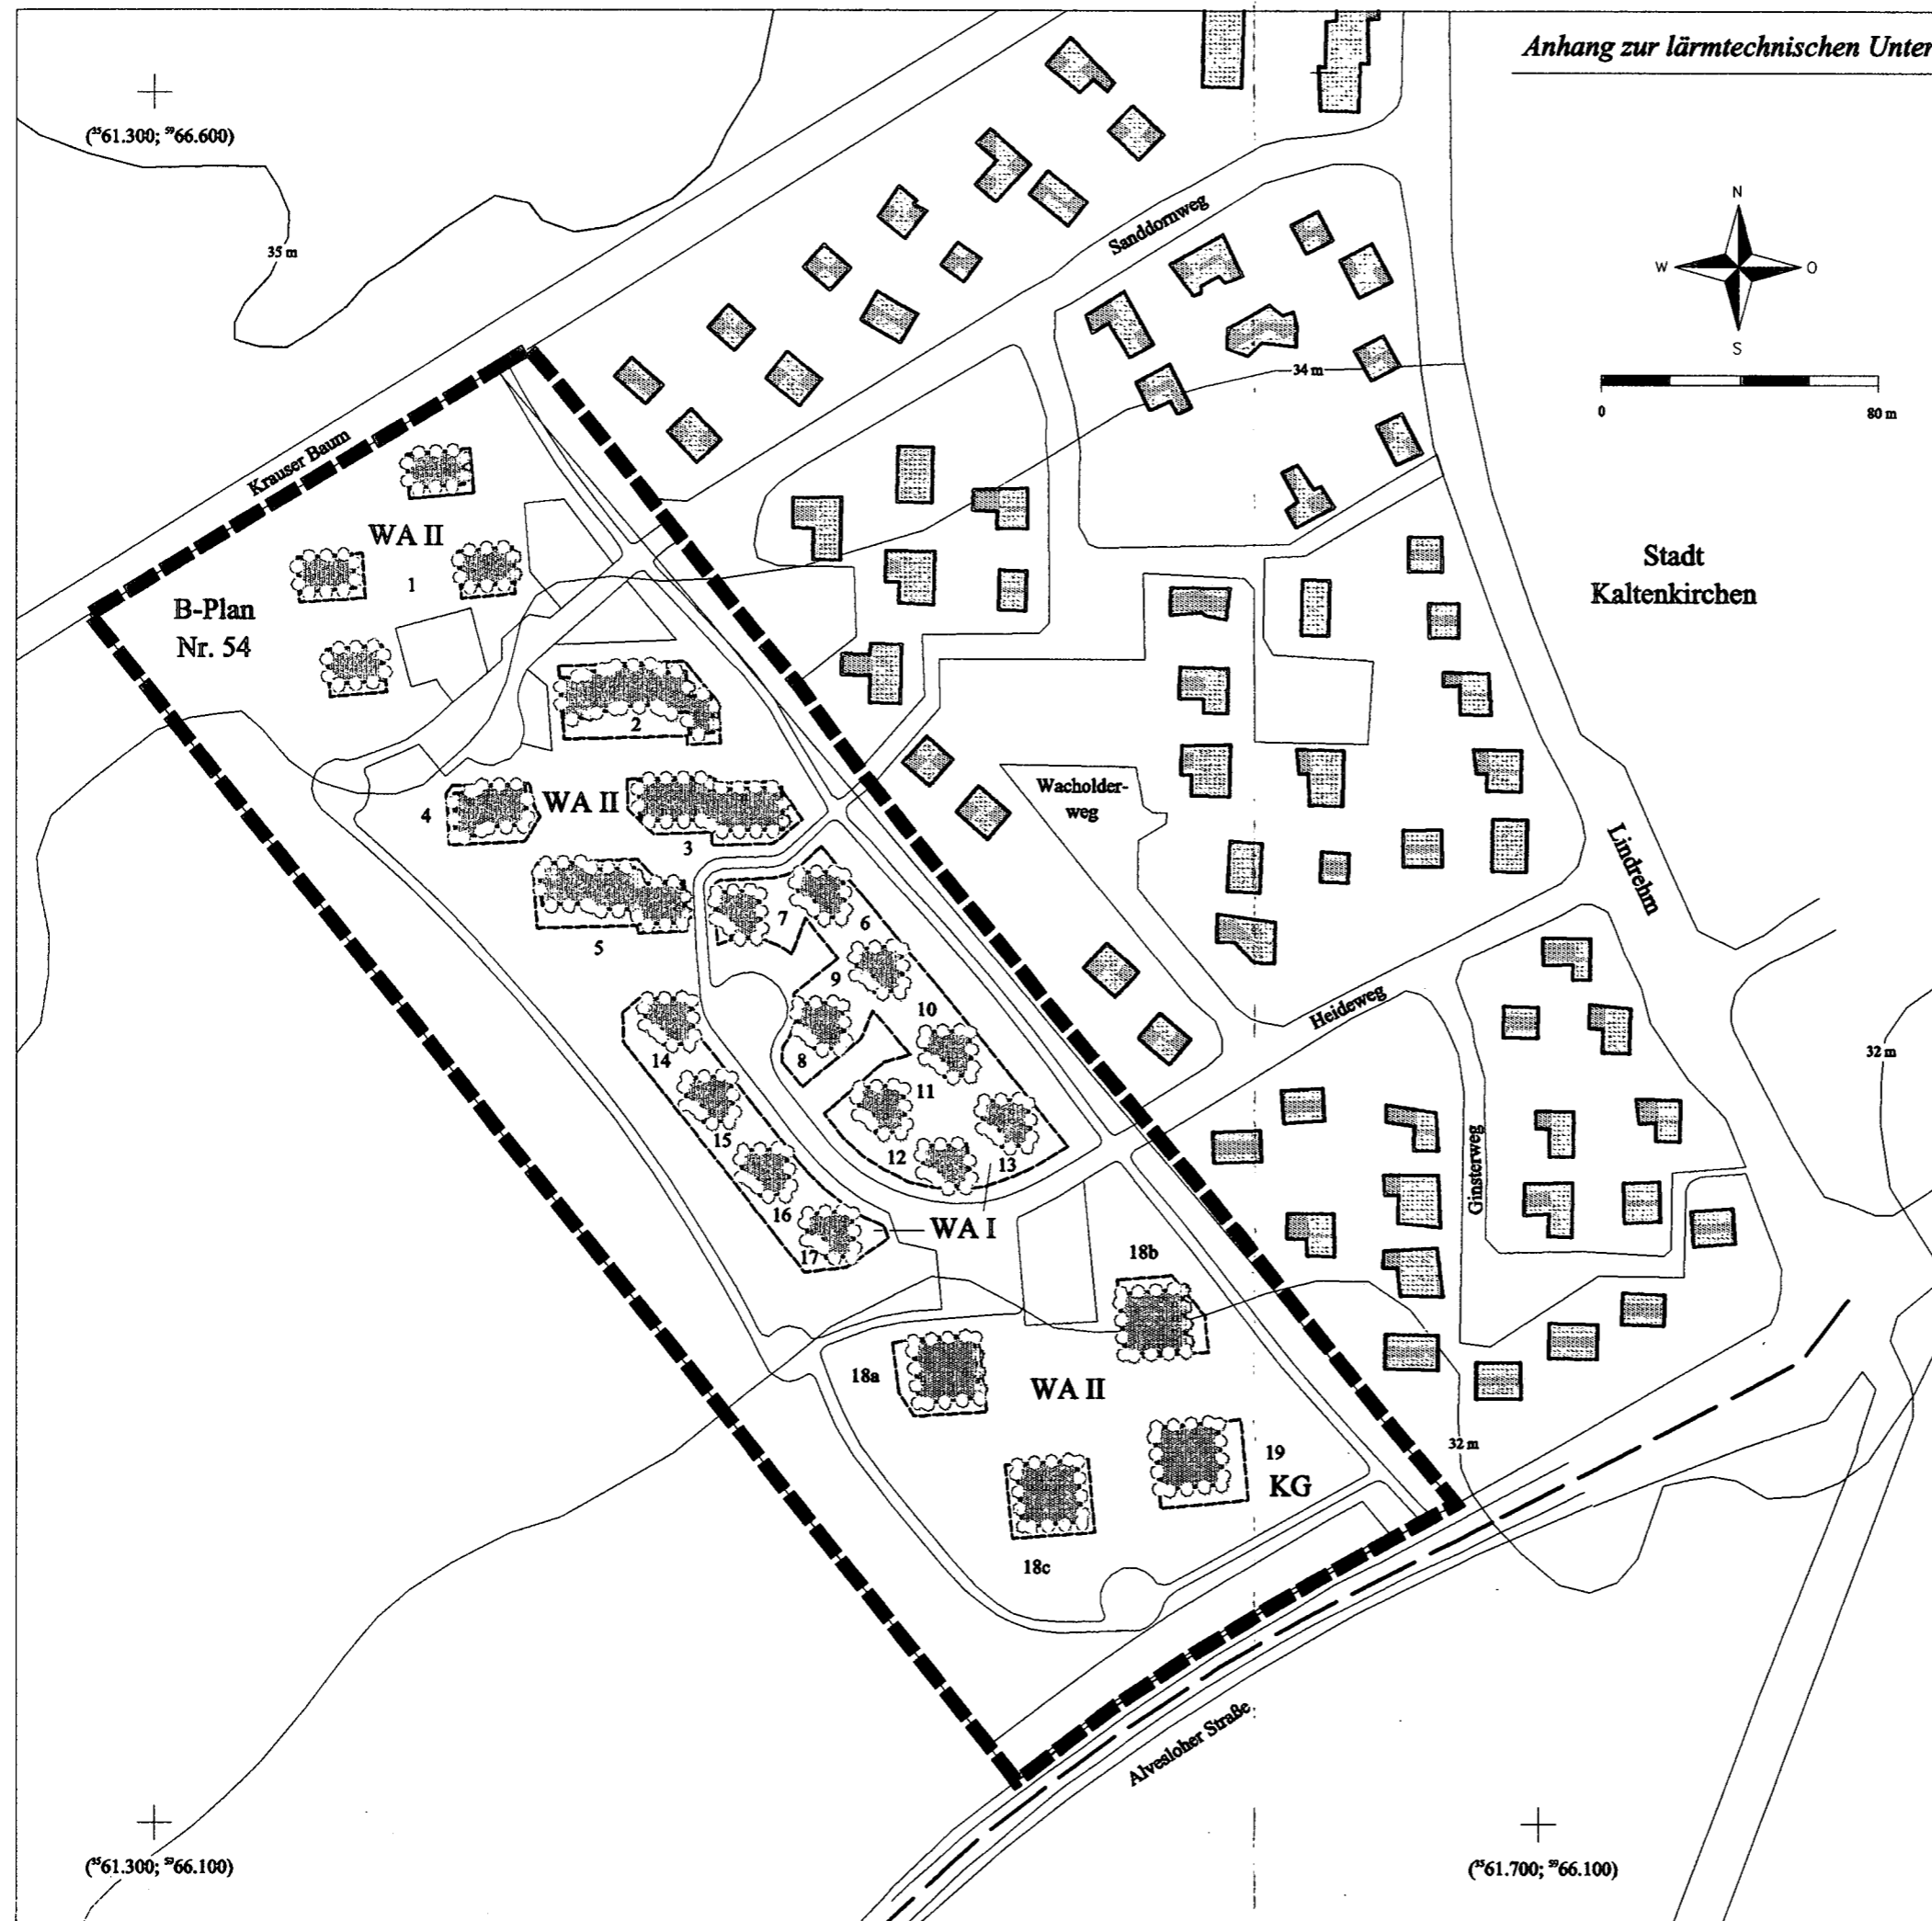 Anhang zur lärmtechnischen Unter
(³⁵61.300; ⁵⁹66.600)
35 m
Sanddornweg
N
W
O
S
0
80 m
34 m
Krauser Baum
WA II
1
B-Plan
Nr. 54
Stadt
Kaltenkirchen
2
WA II
4
3
Wacholder-
weg
Lindrehm
5
7
6
9
10
8
Heideweg
14
11
15
12
13
16
17
WA I
Ginsterweg
32 m
18b
18a
WA II
19
KG
32 m
18c
Alvesloher Straße
(³⁵61.300; ⁵⁹66.100)
(³⁵61.700; ⁵⁹66.100)